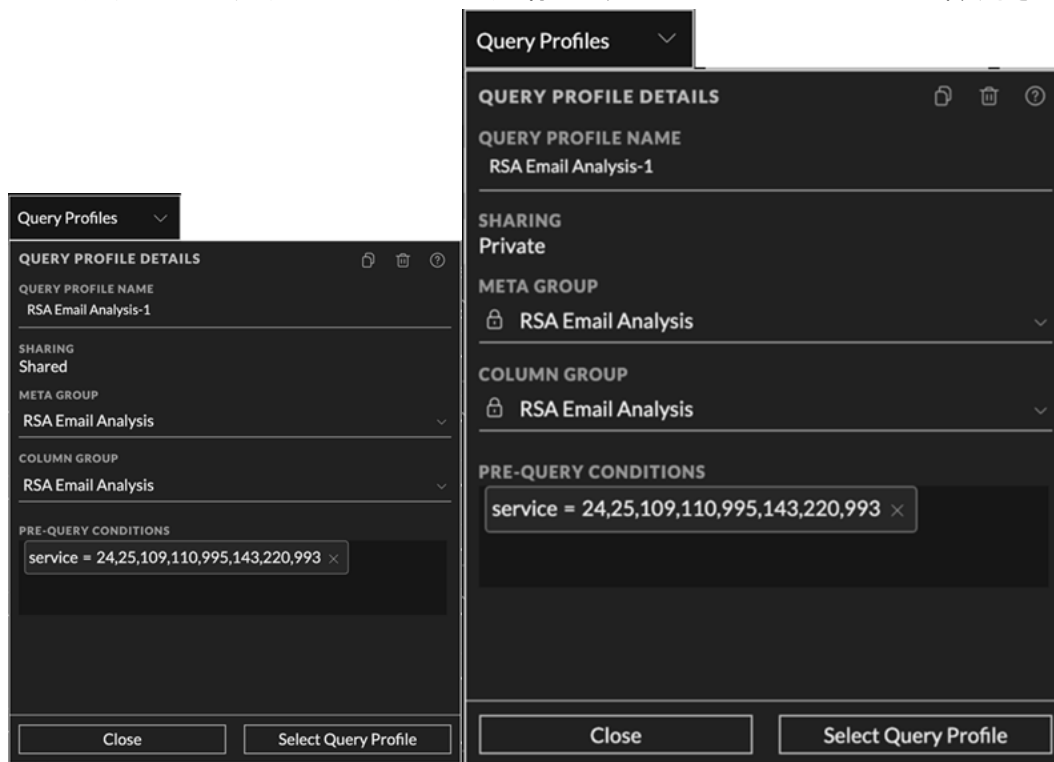 Query Profiles
QUERY PROFILE DETAILS
QUERY PROFILE NAME
RSA Email Analysis-1
SHARING
Shared
META GROUP
RSA Email Analysis
COLUMN GROUP
RSA Email Analysis
PRE-QUERY CONDITIONS
service = 24,25,109,110,995,143,220,993 ×
Close
Select Query Profile
Query Profiles
QUERY PROFILE DETAILS
QUERY PROFILE NAME
RSA Email Analysis-1
SHARING
Private
META GROUP
RSA Email Analysis
COLUMN GROUP
RSA Email Analysis
PRE-QUERY CONDITIONS
service = 24,25,109,110,995,143,220,993 ×
Close
Select Query Profile